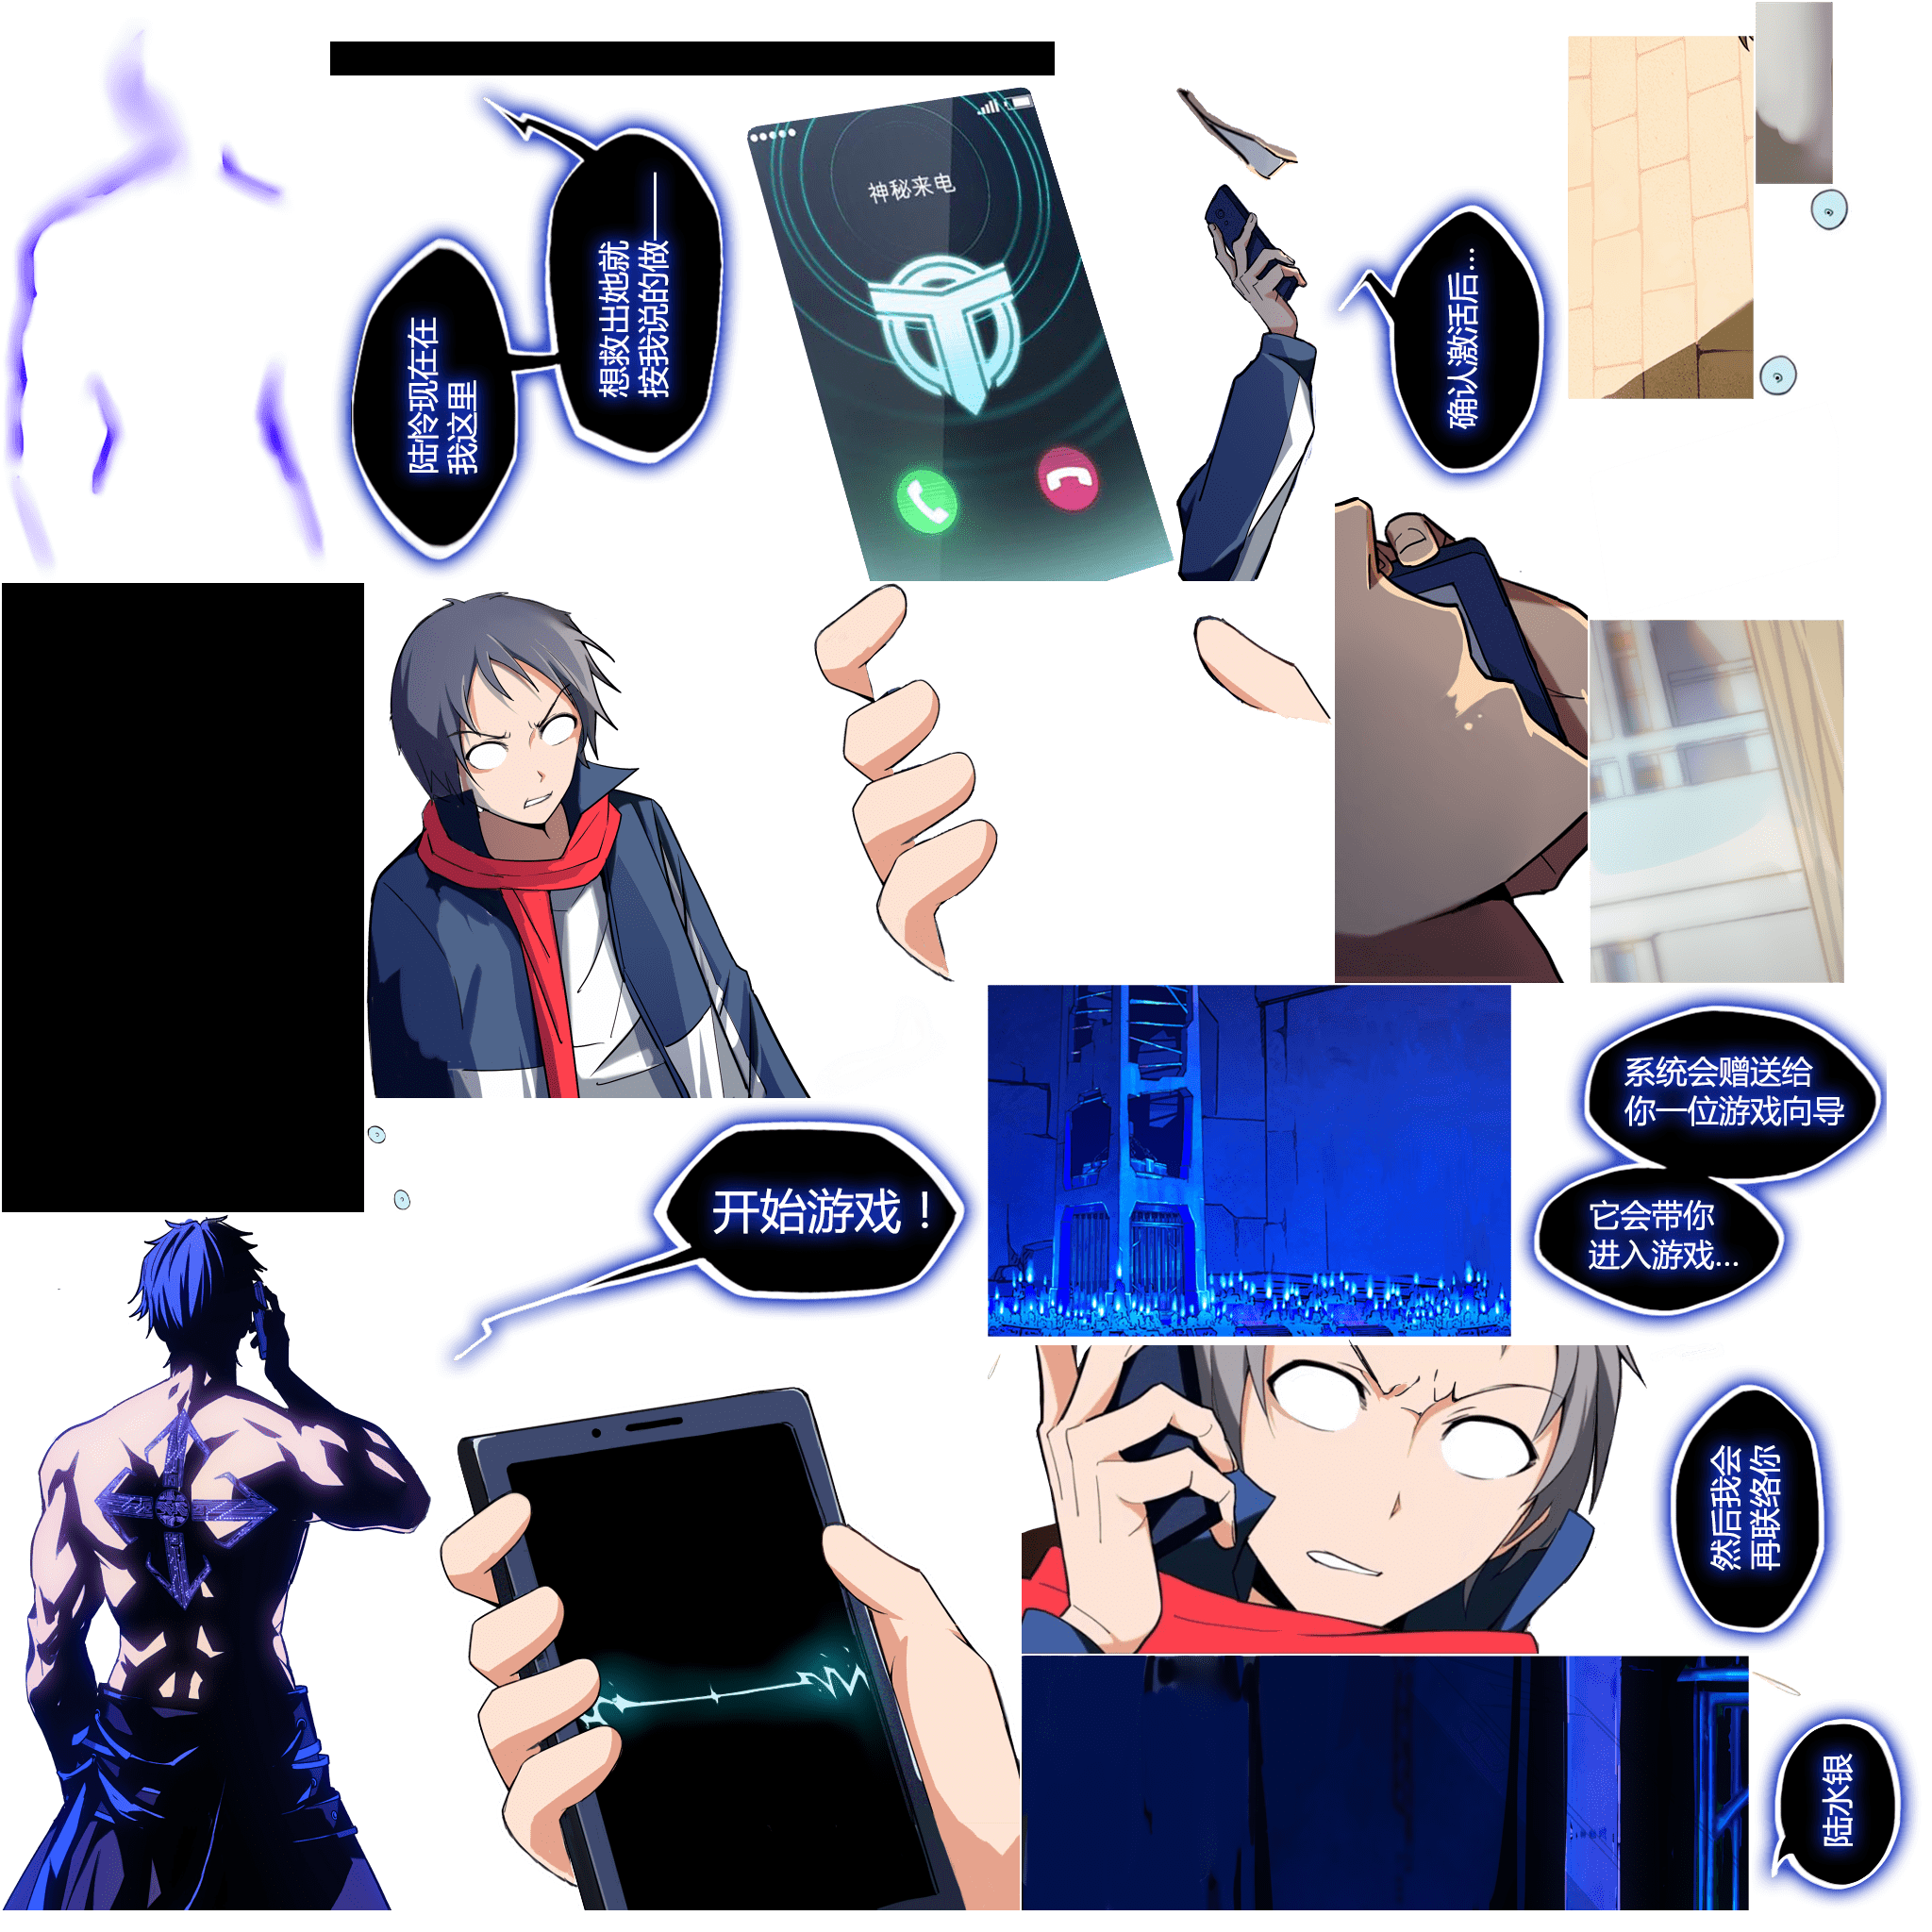 神秘来电
想救出她就
按我说的做——
陆怜现在在
我这里
确认激活后...
系统会赠送给
你一位游戏向导
它会带你
进入游戏...
开始游戏！
然后我会
再联络你
陆水银